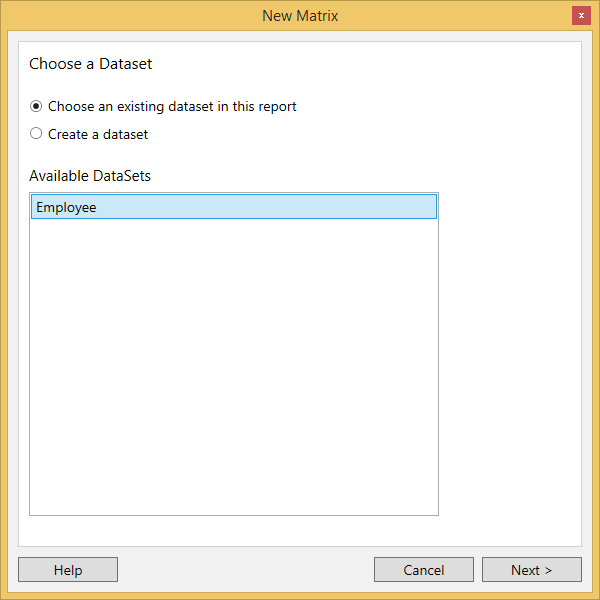 New Matrix
x
Choose a Dataset
Choose an existing dataset in this report
Create a dataset
Available DataSets
Employee
Help
Cancel
Next >